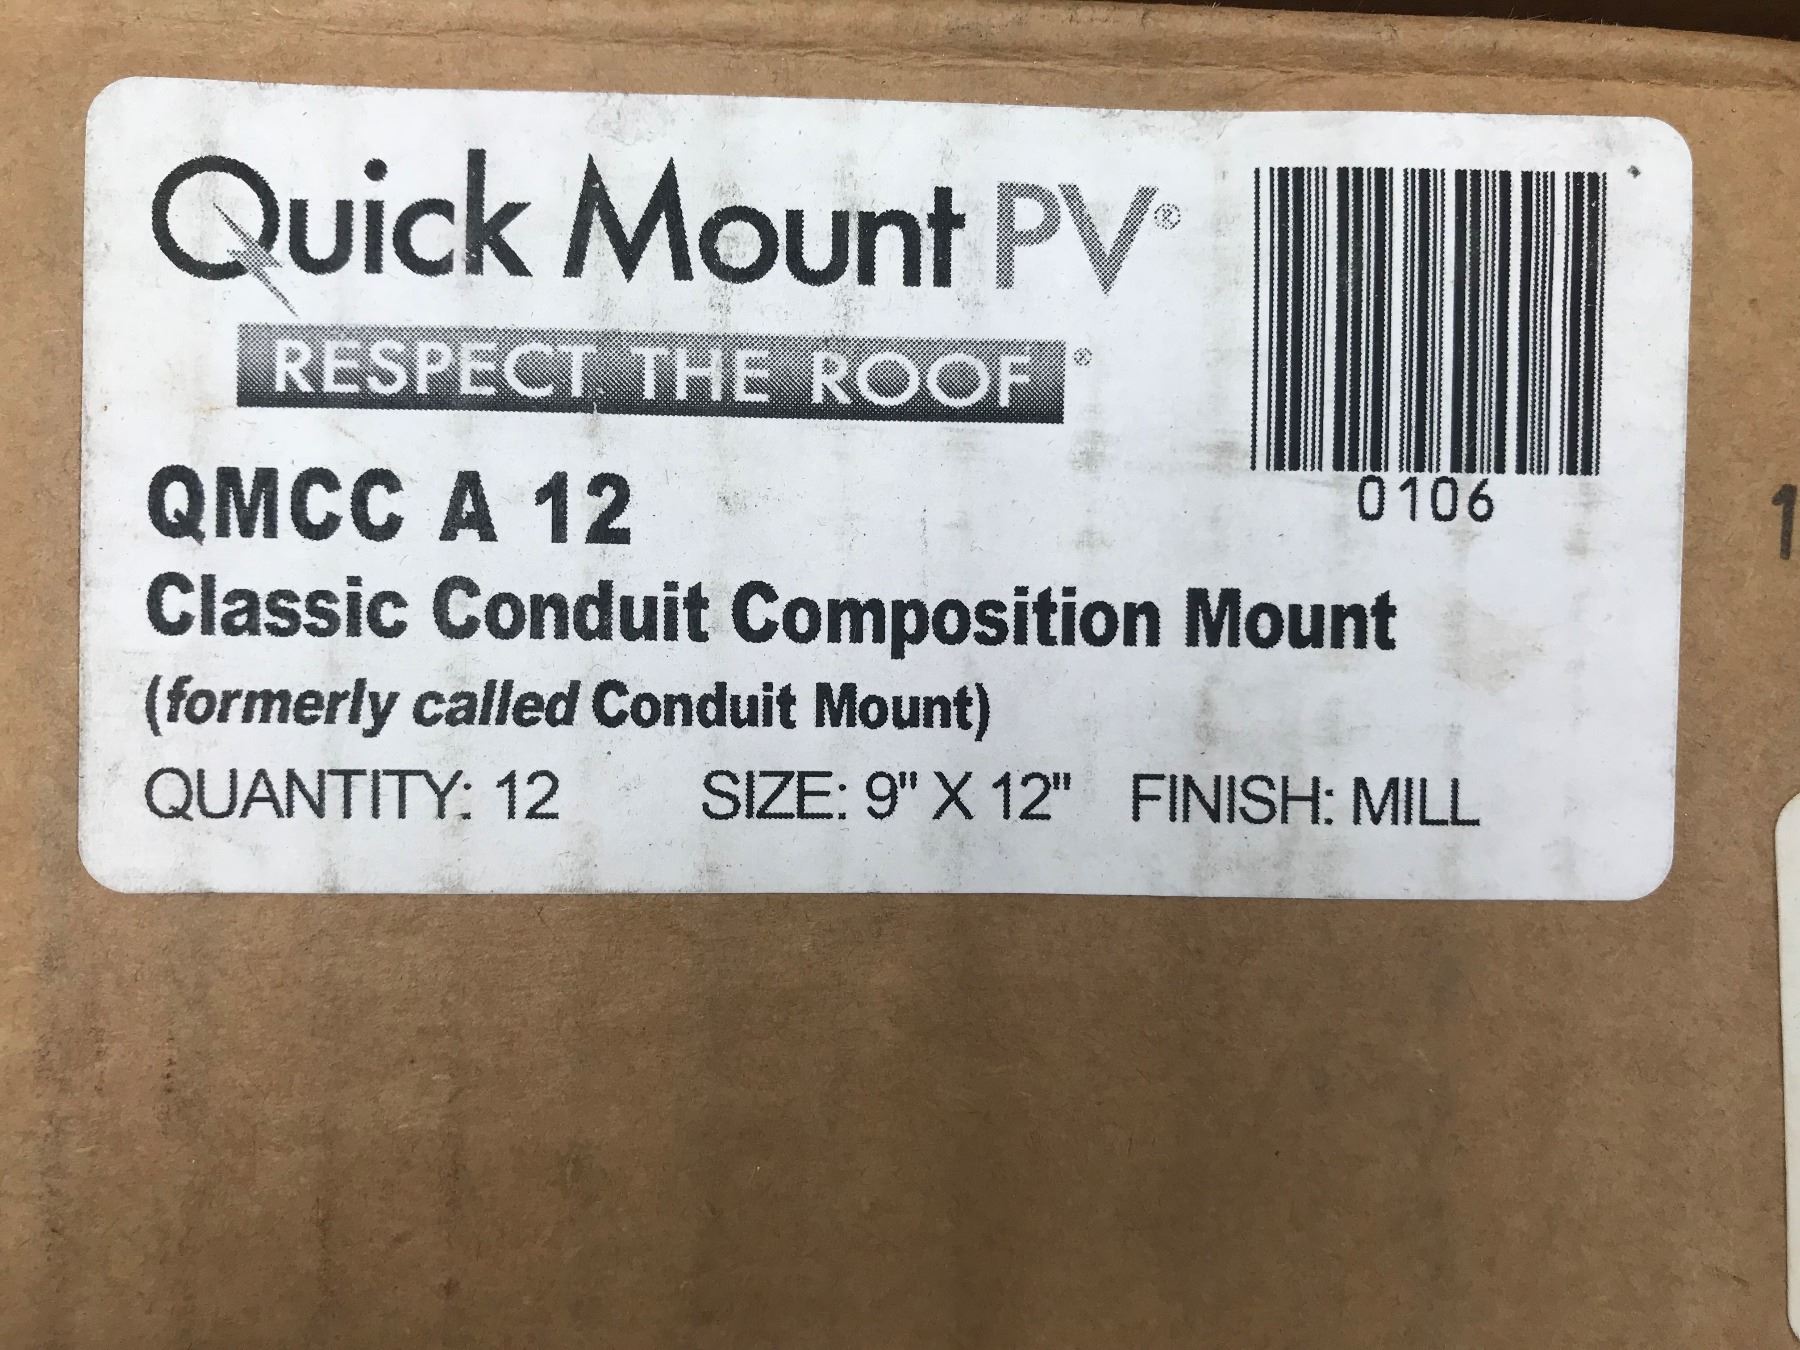 Quick Mount PV®
RESPECT THE ROOF®
0106
QMCC A 12
Classic Conduit Composition Mount
(formerly called Conduit Mount)
QUANTITY: 12 SIZE: 9" X 12" FINISH: MILL
1